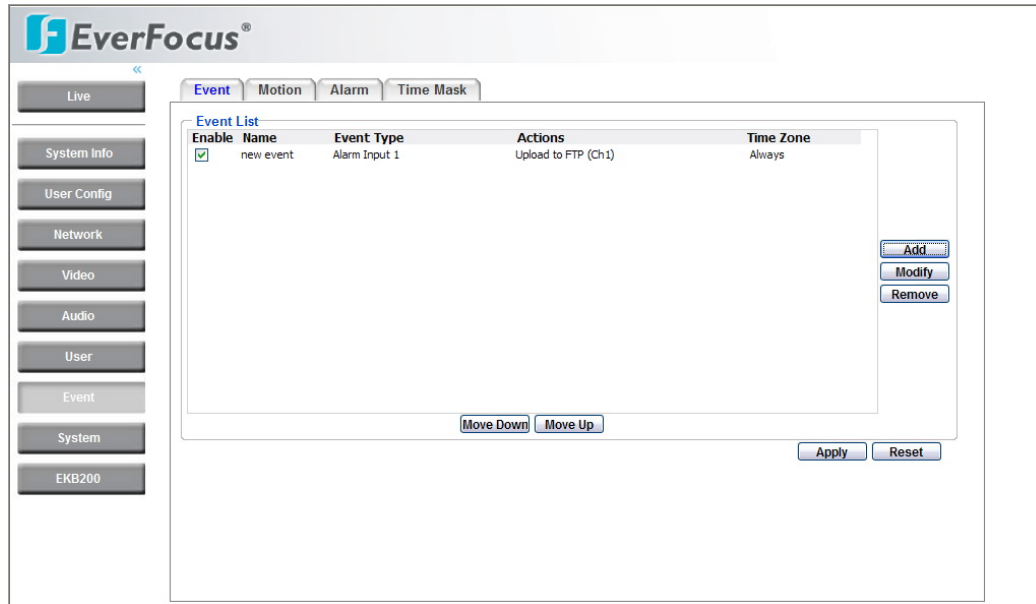 EverFocus®
«
Live
System Info
User Config
Network
Video
Audio
User
Event
System
EKB200
Event Motion Alarm Time Mask
Event List
Enable Name Event Type Actions Time Zone
new event Alarm Input 1 Upload to FTP (Ch1) Always
Add
Modify
Remove
Move Down Move Up
Apply Reset